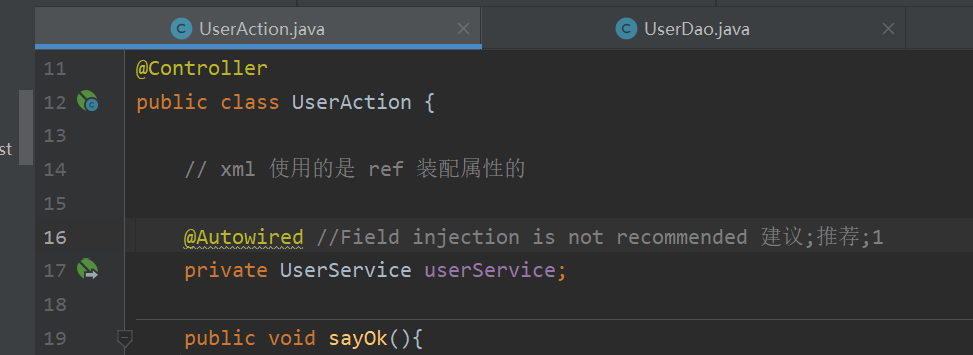 UserAction.java
UserDao.java
11 @Controller
12 public class UserAction {
13
st
14 // xml 使用的是 ref 装配属性的
15
16 @Autowired //Field injection is not recommended 建议;推荐;1
17 private UserService userService;
18
19 public void sayOk(){